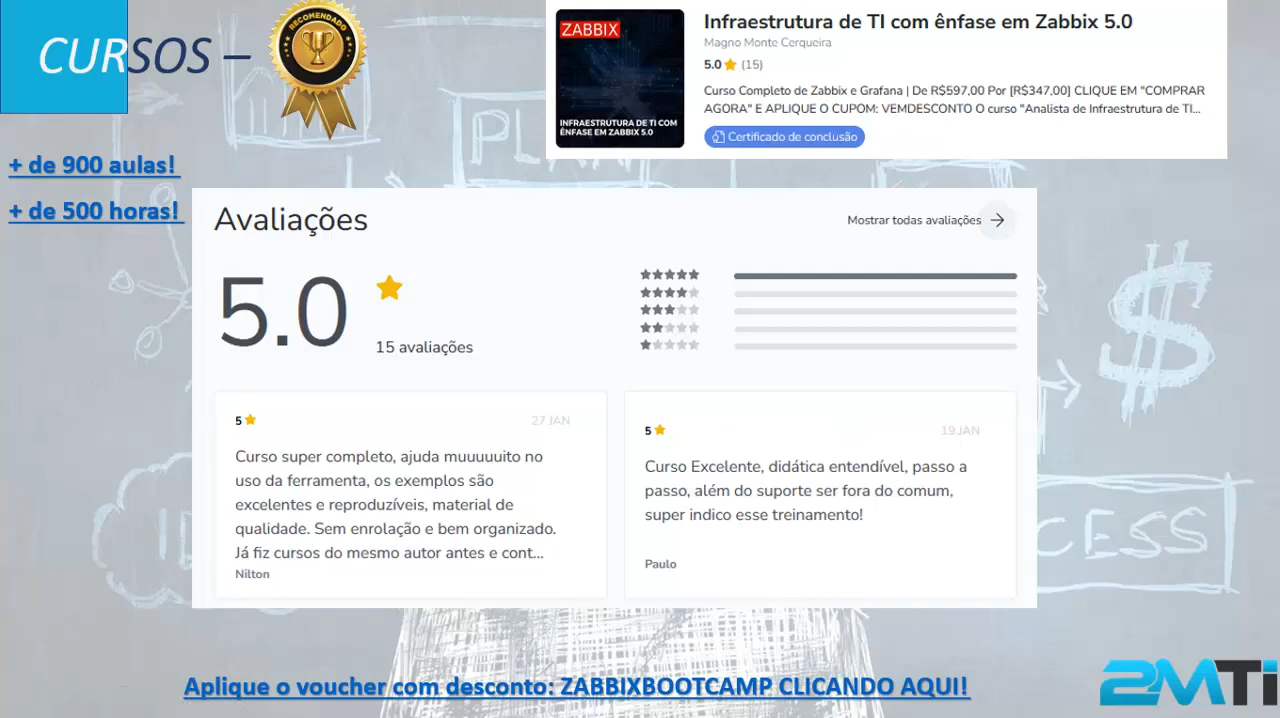 CURSOS –
RECOMENDADO
ZABBIX
INFRAESTRUTURA DE TI COM
ÊNFASE EM ZABBIX 5.0
Infraestrutura de TI com ênfase em Zabbix 5.0
Magno Monte Cerqueira
5.0 (15)
Curso Completo de Zabbix e Grafana | De R$597,00 Por [R$347,00] CLIQUE EM "COMPRAR
AGORA" E APLIQUE O CUPOM: VEMDESCONTO O curso "Analista de Infraestrutura de TI...
Certificado de conclusão
+ de 900 aulas!
+ de 500 horas!
Avaliações
Mostrar todas avaliações
5.0
15 avaliações
5
27 JAN
Curso super completo, ajuda muuuuuito no
uso da ferramenta, os exemplos são
excelentes e reproduzíveis, material de
qualidade. Sem enrolação e bem organizado.
Já fiz cursos do mesmo autor antes e cont...
Nilton
5
19 JAN
Curso Excelente, didática entendível, passo a
passo, além do suporte ser fora do comum,
super indico esse treinamento!
Paulo
$
CESS
Aplique o voucher com desconto: ZABBIXBOOTCAMP CLICANDO AQUI!
2MTi